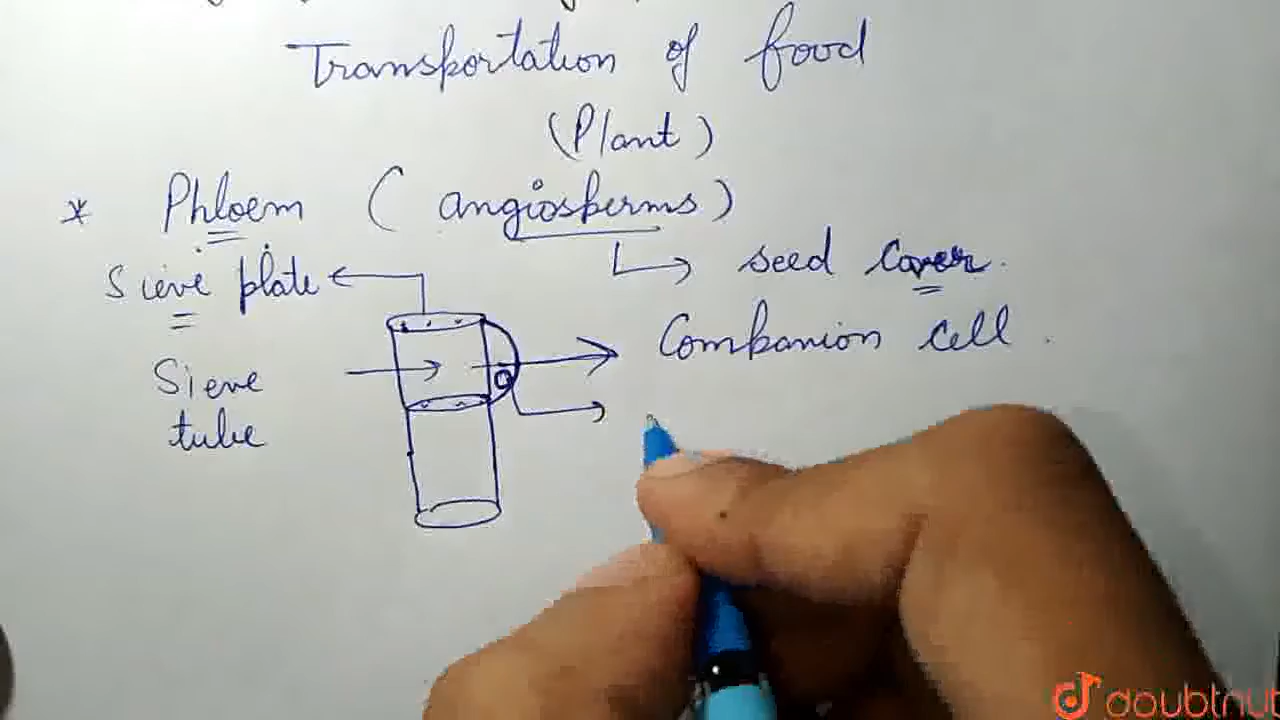 Transportation of food
(Plant)
* Phloem (angiosperms)
seed cover.
Sieve plate
Companion cell.
Sieve
tube
doubtnut